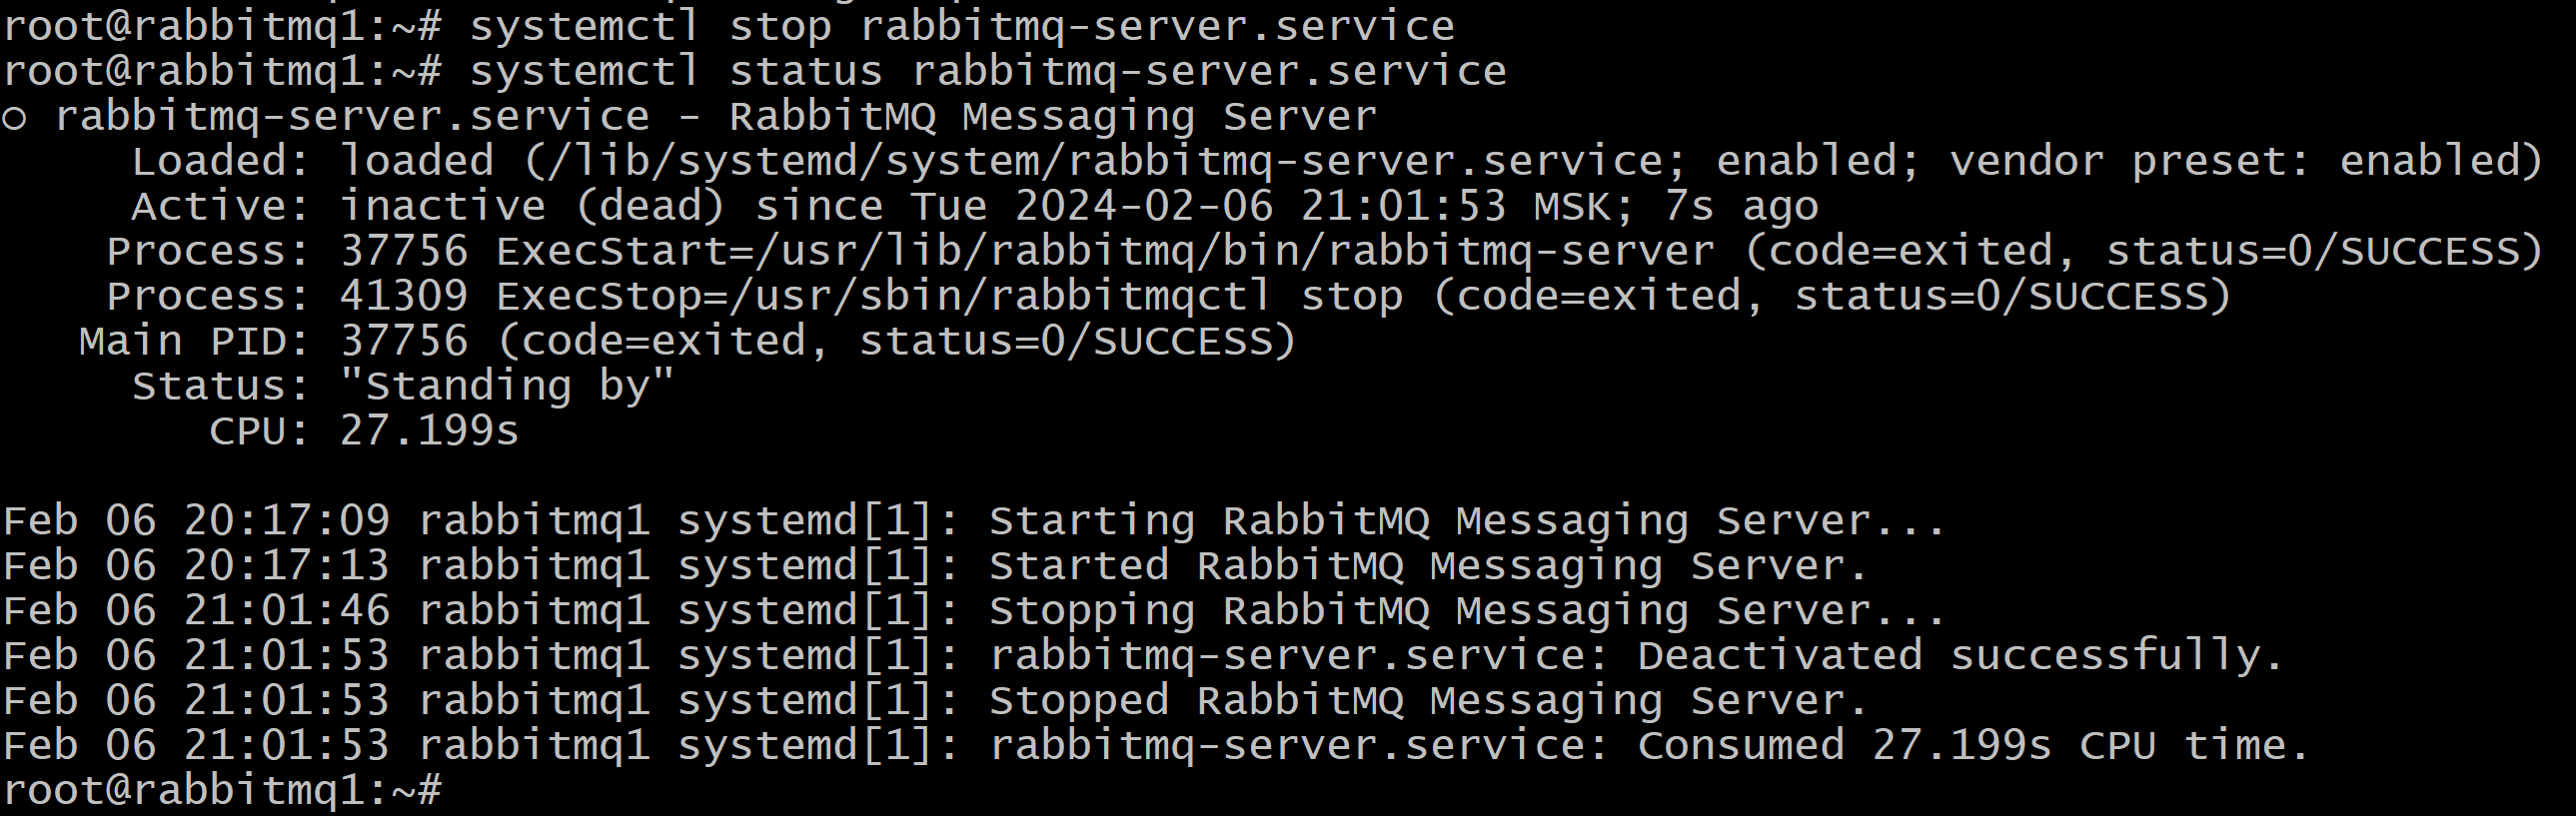 root@rabbitmq1:~# systemctl stop rabbitmq-server.service
root@rabbitmq1:~# systemctl status rabbitmq-server.service
○ rabbitmq-server.service - RabbitMQ Messaging Server
     Loaded: loaded (/lib/systemd/system/rabbitmq-server.service; enabled; vendor preset: enabled)
     Active: inactive (dead) since Tue 2024-02-06 21:01:53 MSK; 7s ago
    Process: 37756 ExecStart=/usr/lib/rabbitmq/bin/rabbitmq-server (code=exited, status=0/SUCCESS)
    Process: 41309 ExecStop=/usr/sbin/rabbitmqctl stop (code=exited, status=0/SUCCESS)
   Main PID: 37756 (code=exited, status=0/SUCCESS)
     Status: "Standing by"
        CPU: 27.199s

Feb 06 20:17:09 rabbitmq1 systemd[1]: Starting RabbitMQ Messaging Server...
Feb 06 20:17:13 rabbitmq1 systemd[1]: Started RabbitMQ Messaging Server.
Feb 06 21:01:46 rabbitmq1 systemd[1]: Stopping RabbitMQ Messaging Server...
Feb 06 21:01:53 rabbitmq1 systemd[1]: rabbitmq-server.service: Deactivated successfully.
Feb 06 21:01:53 rabbitmq1 systemd[1]: Stopped RabbitMQ Messaging Server.
Feb 06 21:01:53 rabbitmq1 systemd[1]: rabbitmq-server.service: Consumed 27.199s CPU time.
root@rabbitmq1:~#